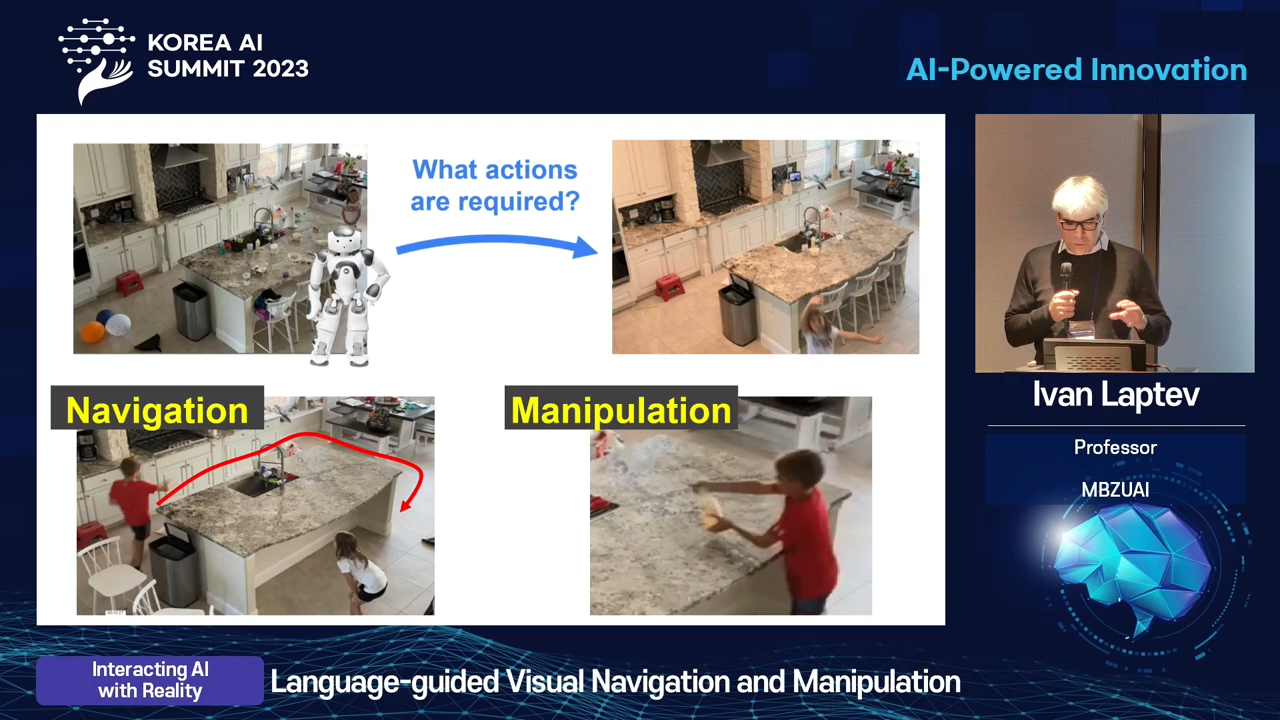 KOREA AI
SUMMIT 2023
AI-Powered Innovation
What actions
are required?
Navigation
Manipulation
Ivan Laptev
Professor
MBZUAI
Interacting AI
with Reality
Language-guided Visual Navigation and Manipulation